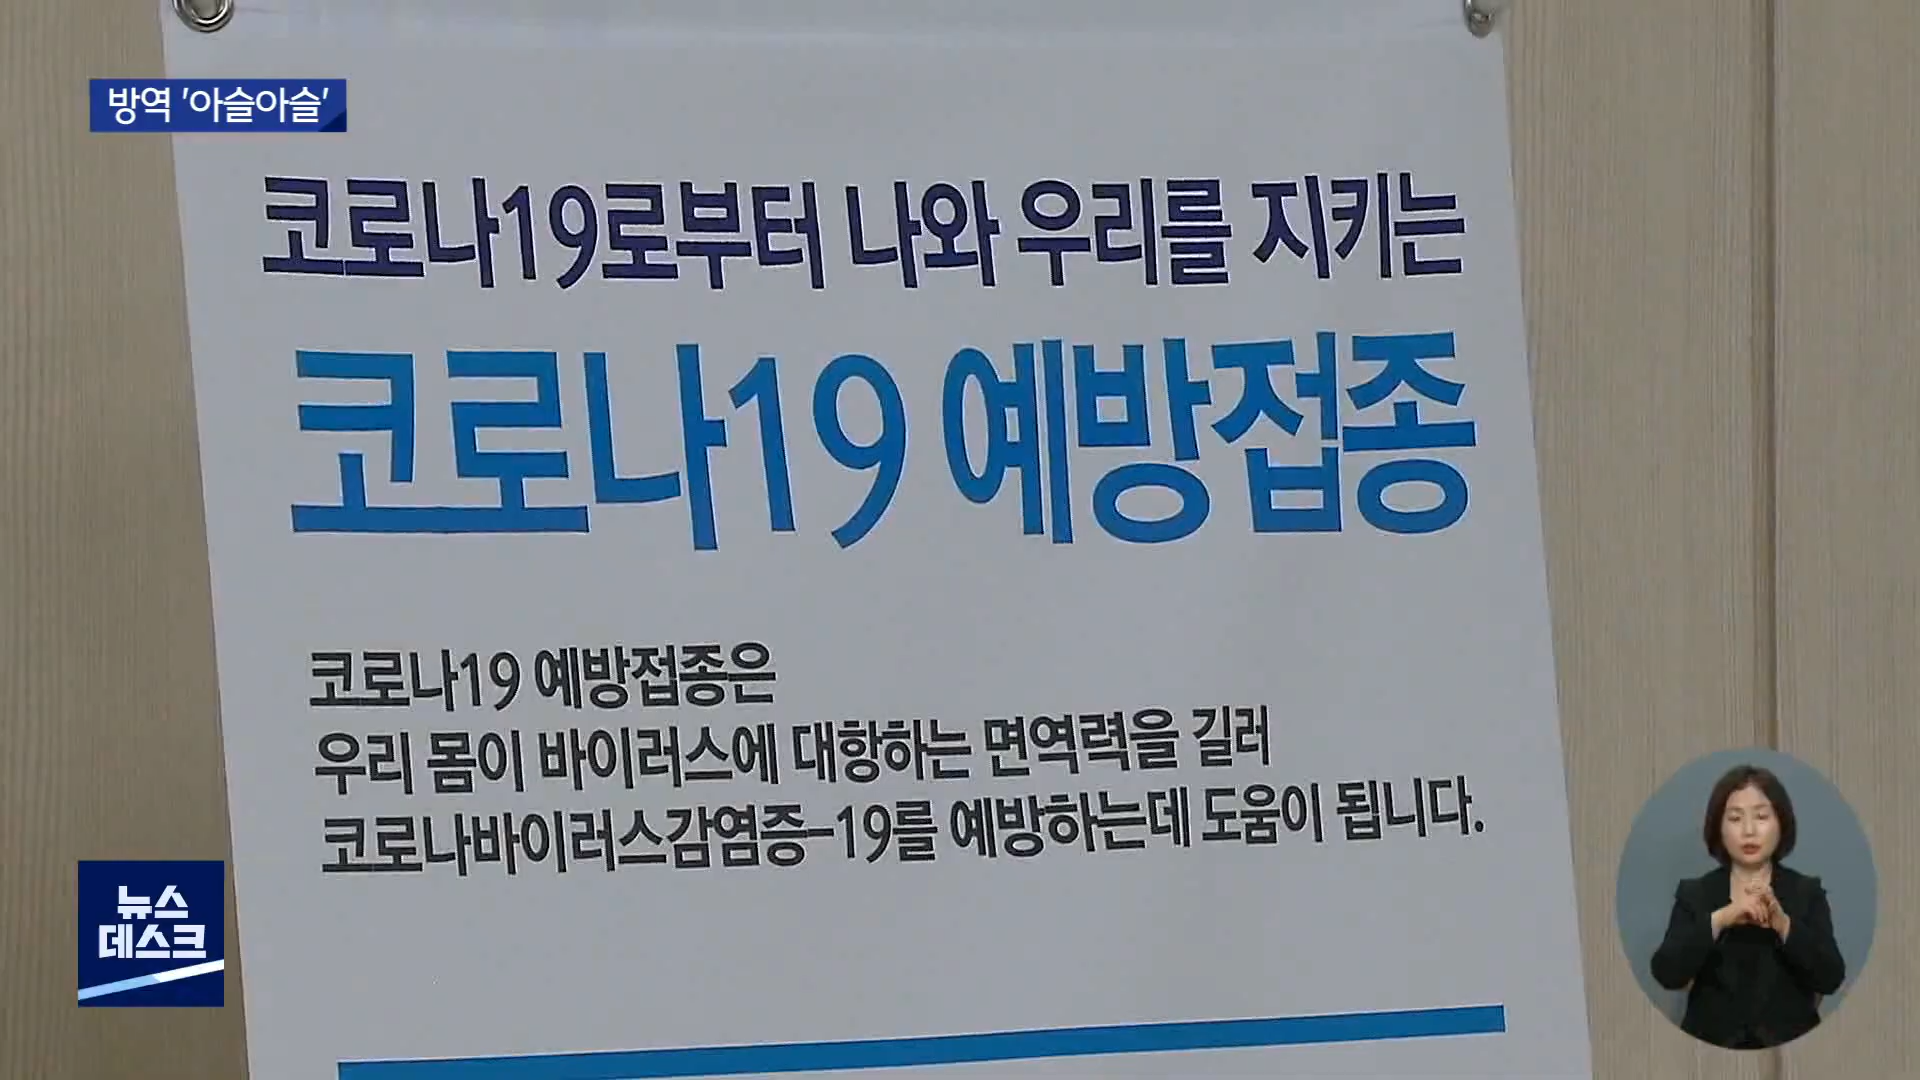 방역 '아슬아슬'
코로나19로부터 나와 우리를 지키는
코로나19 예방접종
코로나19 예방접종은
우리 몸이 바이러스에 대항하는 면역력을 길러
코로나바이러스감염증-19를 예방하는데 도움이 됩니다.
뉴스
데스크